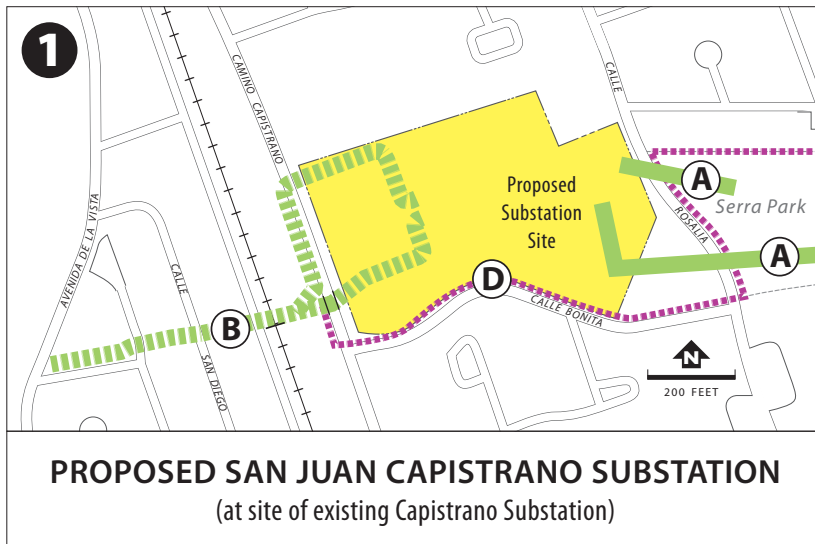 1
CAMINO CAPISTRANO
CALLE
ROSALIA
A
Serra Park
Proposed
Substation
Site
AVENIDA DE LA VISTA
CALLE
SAN DIEGO
A
D
CALLE BONITA
B
N
200 FEET
PROPOSED SAN JUAN CAPISTRANO SUBSTATION
(at site of existing Capistrano Substation)